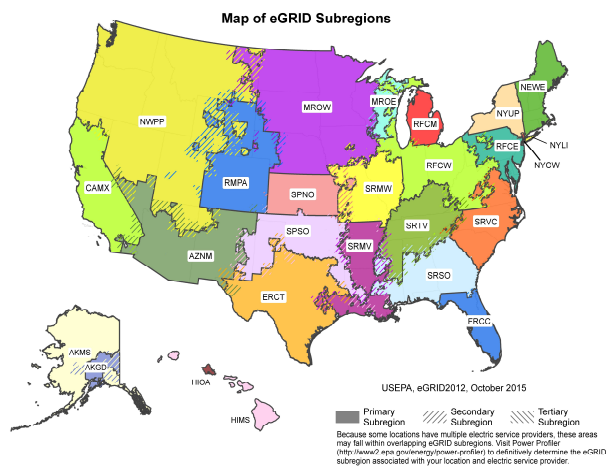 Map of eGRID Subregions
NEWE
MROE
NYUP
MROW
NWPP
RFCM
NYLI
RFCE
NYCW
RFCW
RMPA
CAMX
SRMW
SPNO
SRVC
SRTV
SPSO
SRMV
AZNM
SRSO
ERCT
FRCC
AKMS
AKGD
HIOA
HIMS
USEPA, eGRID2012, October 2015
Primary
Subregion
Secondary
Subregion
Tertiary
Subregion
Because some locations have multiple electric service providers, these areas
may fall within overlapping eGRID subregions. Visit Power Profiler
(http://www2.epa.gov/energy/power-profiler) to definitively determine the eGRID
subregion associated with your location and electric service provider.